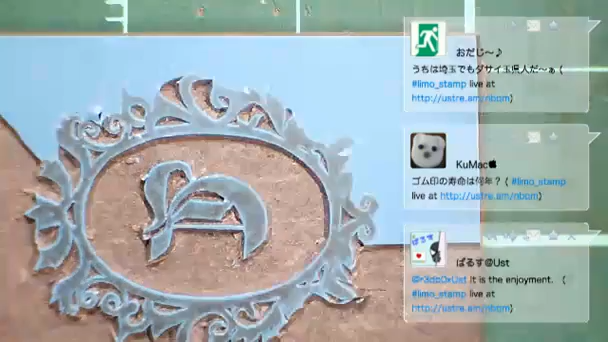 おだじ〜♪
うちは埼玉でもダサイ玉県人だ〜ぁ (
#limo_stamp live at
http://ustre.am/nbom)
KuMac
ゴム印の寿命は何年？ ( #limo_stamp
live at http://ustre.am/nbom)
ぱるす@Ust
It is the enjoyment. (
#limo_stamp live at
http://ustre.am/nbom)